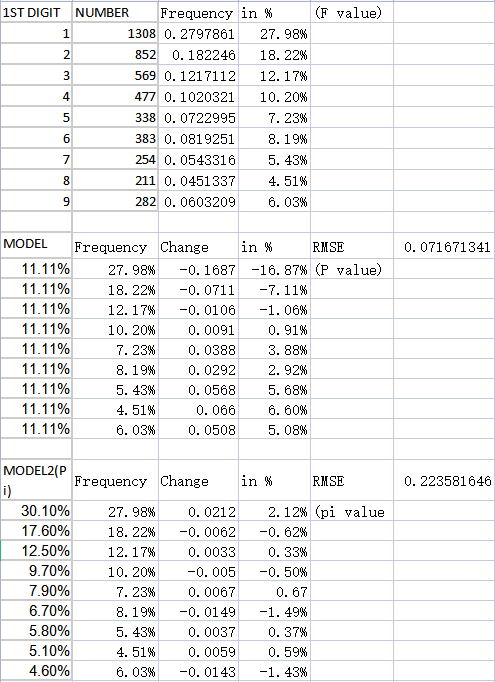 1ST DIGIT NUMBER Frequency in % (F value)
1 1308 0.2797861 27.98%
2 852 0.182246 18.22%
3 569 0.1217112 12.17%
4 477 0.1020321 10.20%
5 338 0.0722995 7.23%
6 383 0.0819251 8.19%
7 254 0.0543316 5.43%
8 211 0.0451337 4.51%
9 282 0.0603209 6.03%
MODEL Frequency Change in % RMSE 0.071671341
11.11% 27.98% -0.1687 -16.87% (P value)
11.11% 18.22% -0.0711 -7.11%
11.11% 12.17% -0.0106 -1.06%
11.11% 10.20% 0.0091 0.91%
11.11% 7.23% 0.0388 3.88%
11.11% 8.19% 0.0292 2.92%
11.11% 5.43% 0.0568 5.68%
11.11% 4.51% 0.066 6.60%
11.11% 6.03% 0.0508 5.08%
MODEL2(P
i) Frequency Change in % RMSE 0.223581646
30.10% 27.98% 0.0212 2.12% (pi value
17.60% 18.22% -0.0062 -0.62%
12.50% 12.17% 0.0033 0.33%
9.70% 10.20% -0.005 -0.50%
7.90% 7.23% 0.0067 0.67
6.70% 8.19% -0.0149 -1.49%
5.80% 5.43% 0.0037 0.37%
5.10% 4.51% 0.0059 0.59%
4.60% 6.03% -0.0143 -1.43%